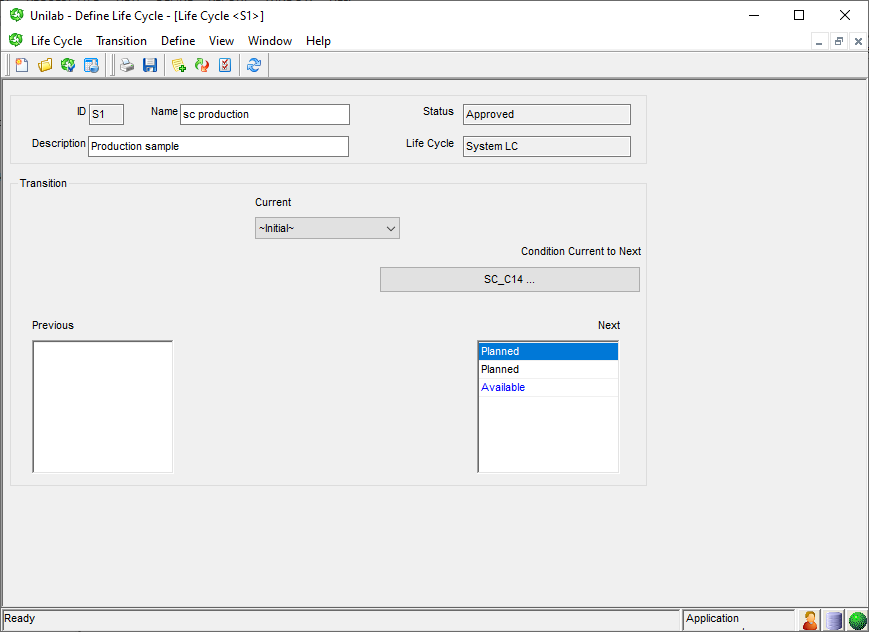 Unilab - Define Life Cycle - [Life Cycle <S1>]
Life Cycle Transition Define View Window Help
ID S1 Name sc production Status Approved
Description Production sample Life Cycle System LC
Transition
Current
~Initial~
Condition Current to Next
SC_C14 ...
Previous Next
Planned
Planned
Available
Ready Application